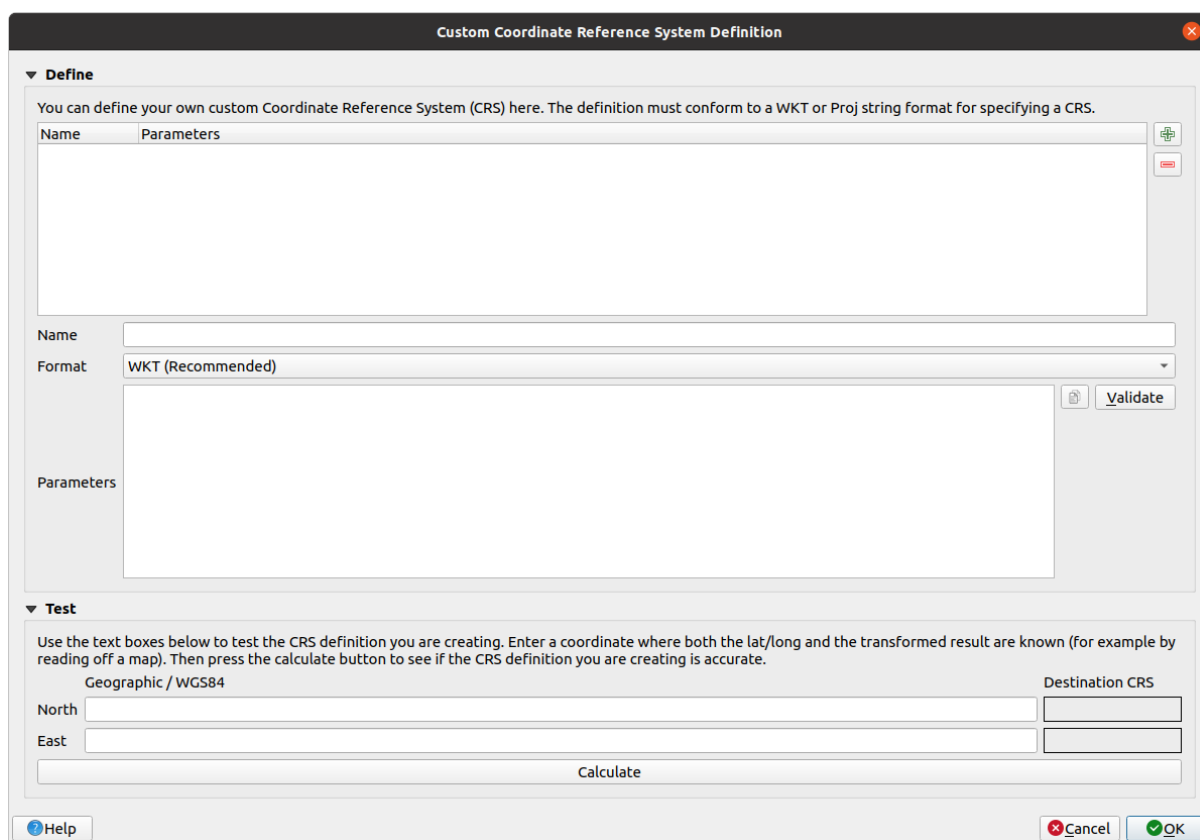 Custom Coordinate Reference System Definition
Define
You can define your own custom Coordinate Reference System (CRS) here. The definition must conform to a WKT or Proj string format for specifying a CRS.
Name Parameters
Name
Format WKT (Recommended)
Validate
Parameters
Test
Use the text boxes below to test the CRS definition you are creating. Enter a coordinate where both the lat/long and the transformed result are known (for example by
reading off a map). Then press the calculate button to see if the CRS definition you are creating is accurate.
Geographic / WGS84 Destination CRS
North
East
Calculate
Help Cancel OK